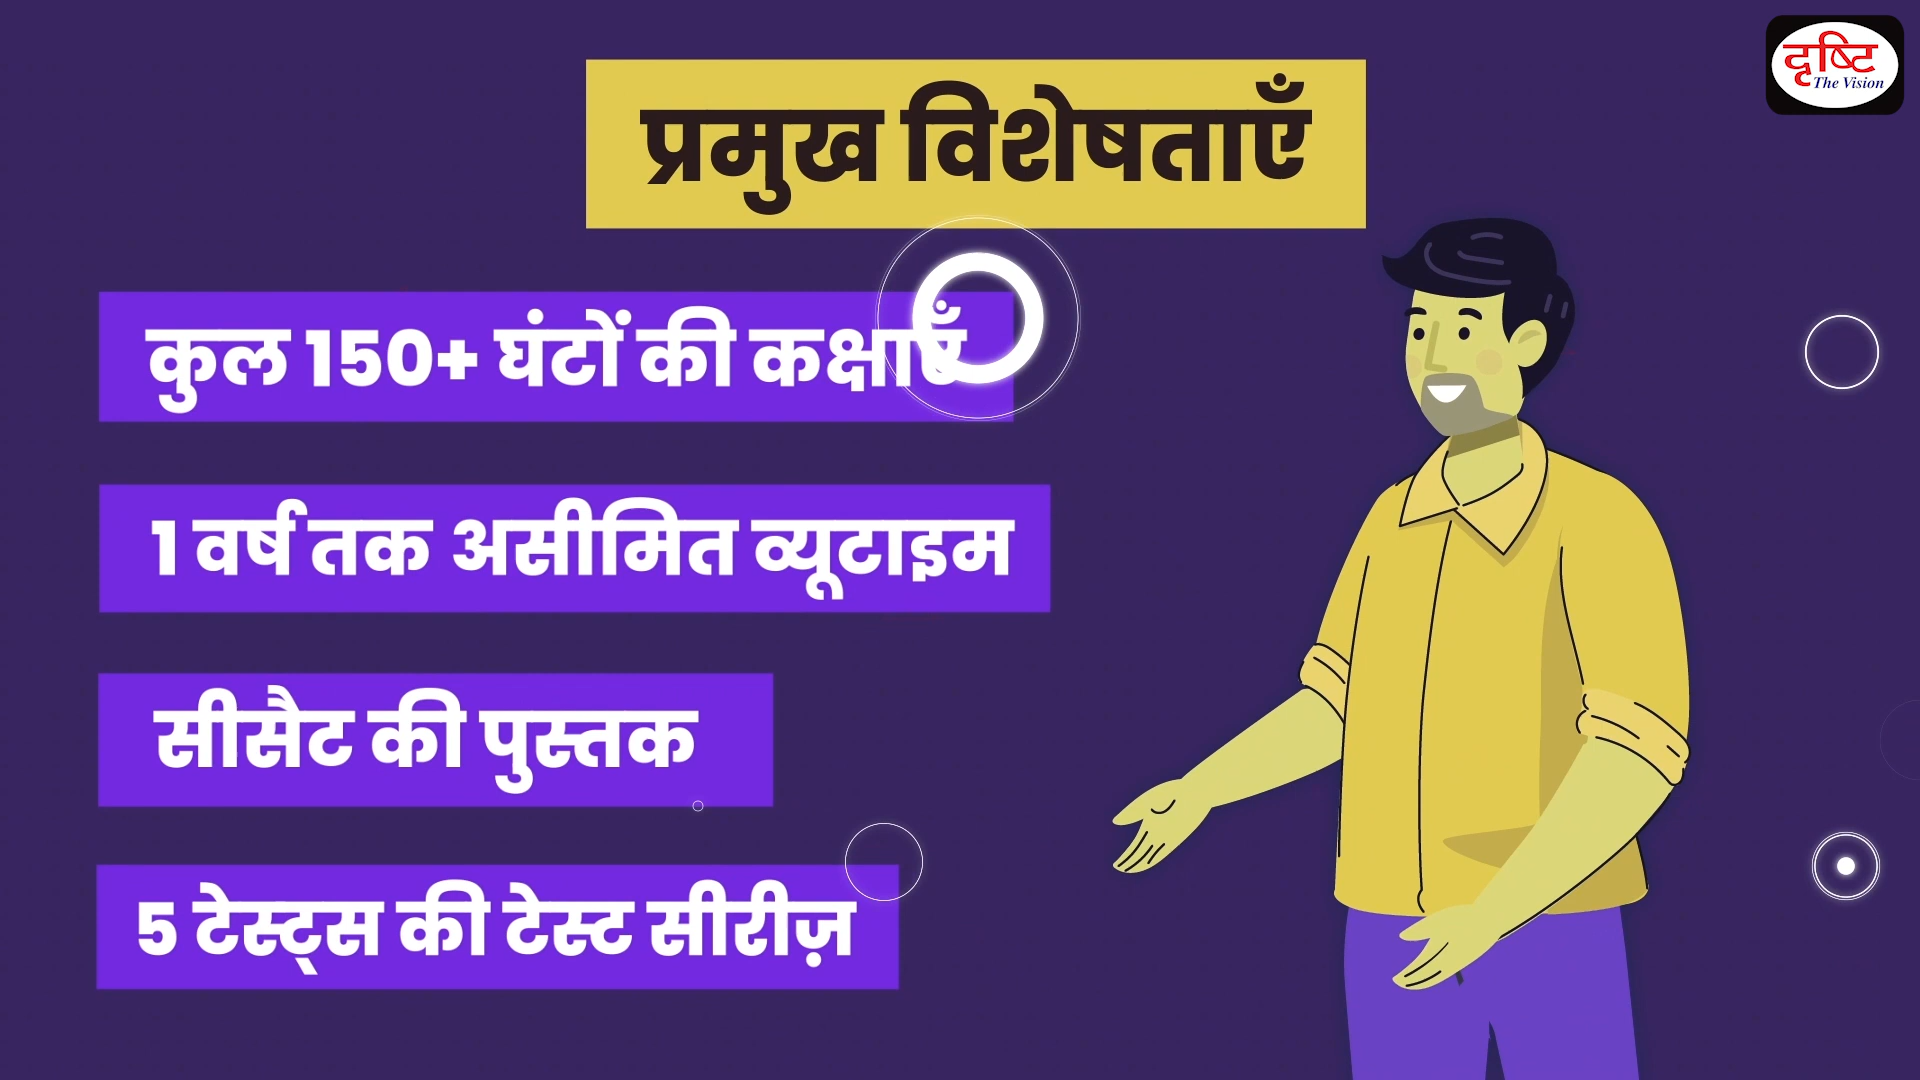 दृष्टि
The Vision
प्रमुख विशेषताएँ
कुल 150+ घंटों की कक्षाएँ
1 वर्ष तक असीमित व्यूटाइम
सीसैट की पुस्तक
5 टेस्ट्स की टेस्ट सीरीज़